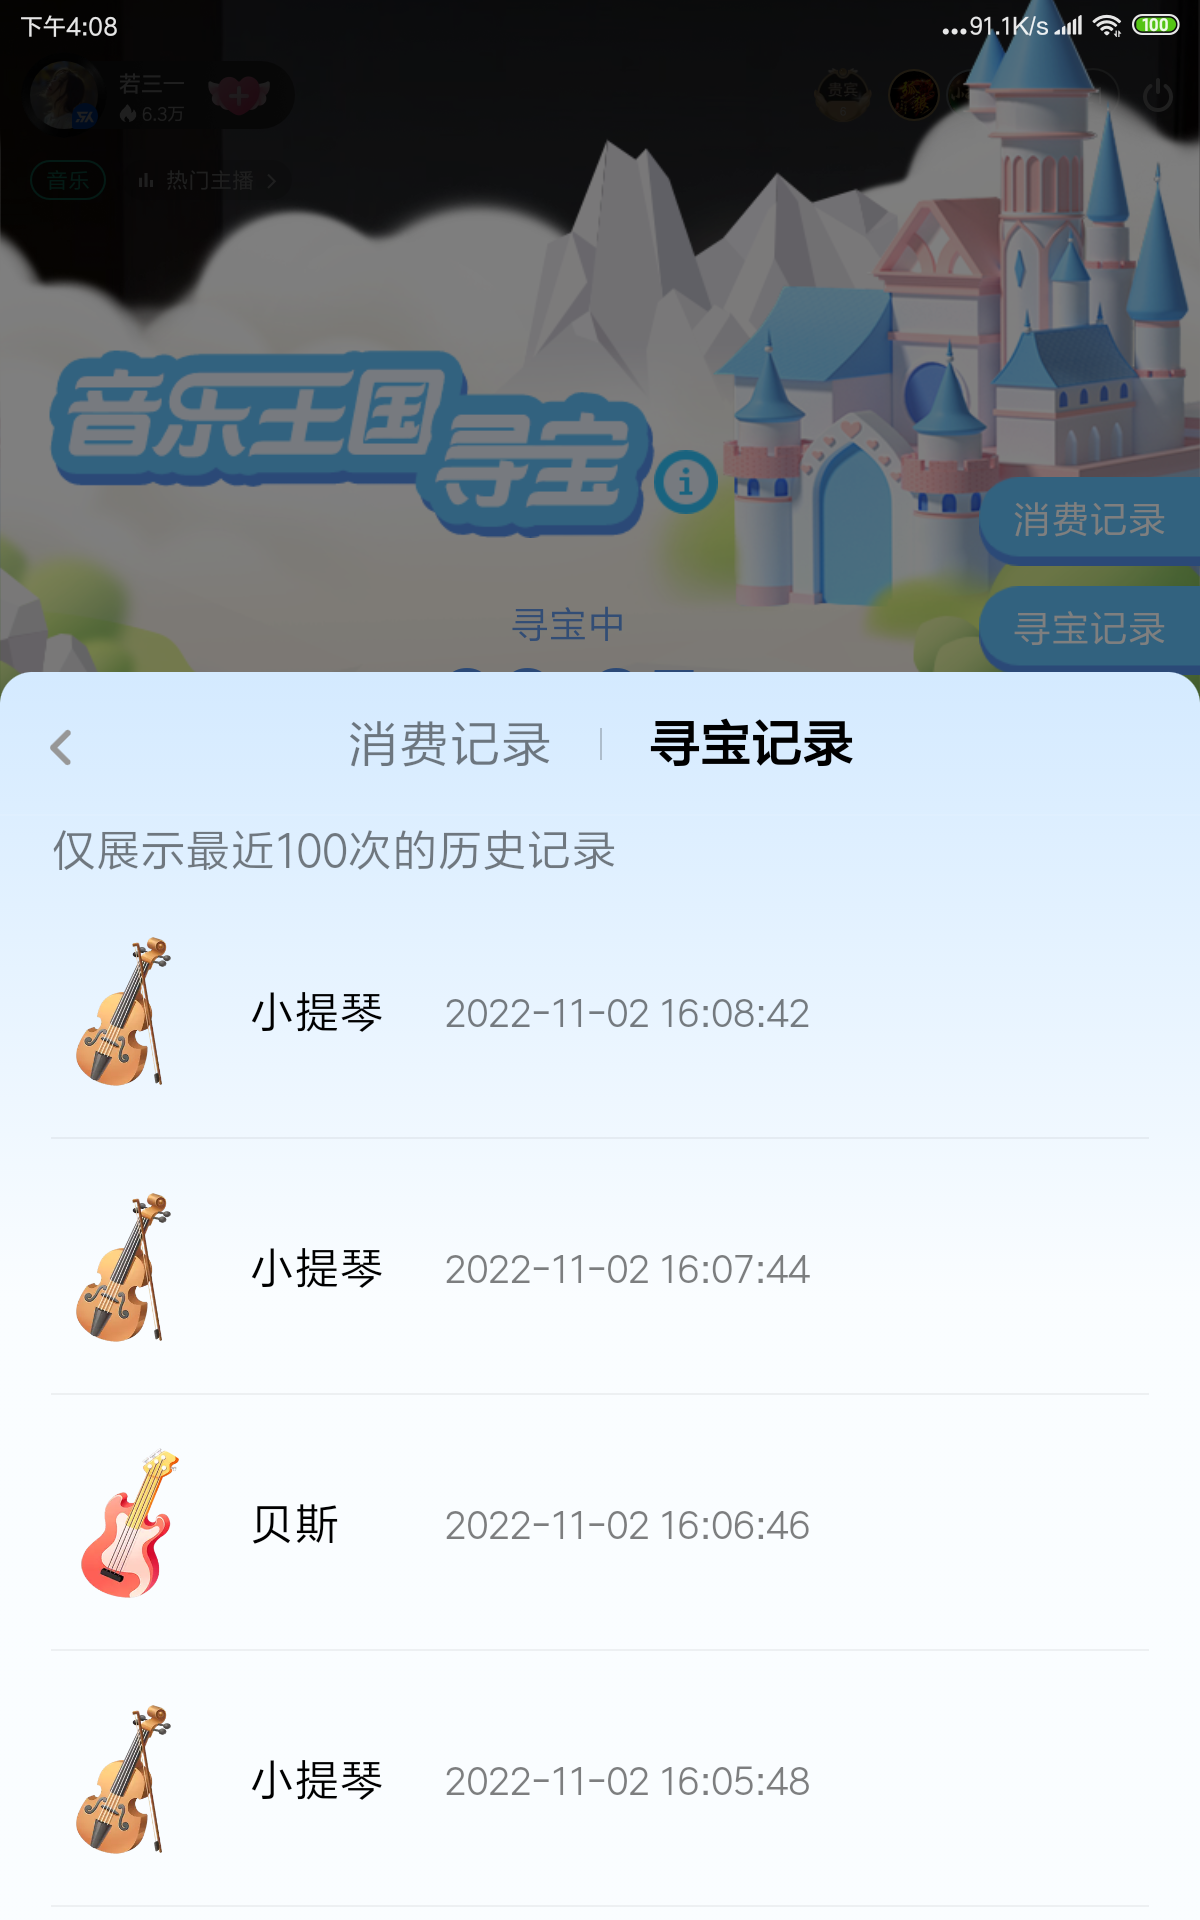 下午4:08
...91.1K/s
100
若三一
6.3万
贵宾
音乐
热门主播
音乐王国
寻宝
i
消费记录
寻宝记录
寻宝中
消费记录
寻宝记录
仅展示最近100次的历史记录
小提琴 2022-11-02 16:08:42
小提琴 2022-11-02 16:07:44
贝斯 2022-11-02 16:06:46
小提琴 2022-11-02 16:05:48